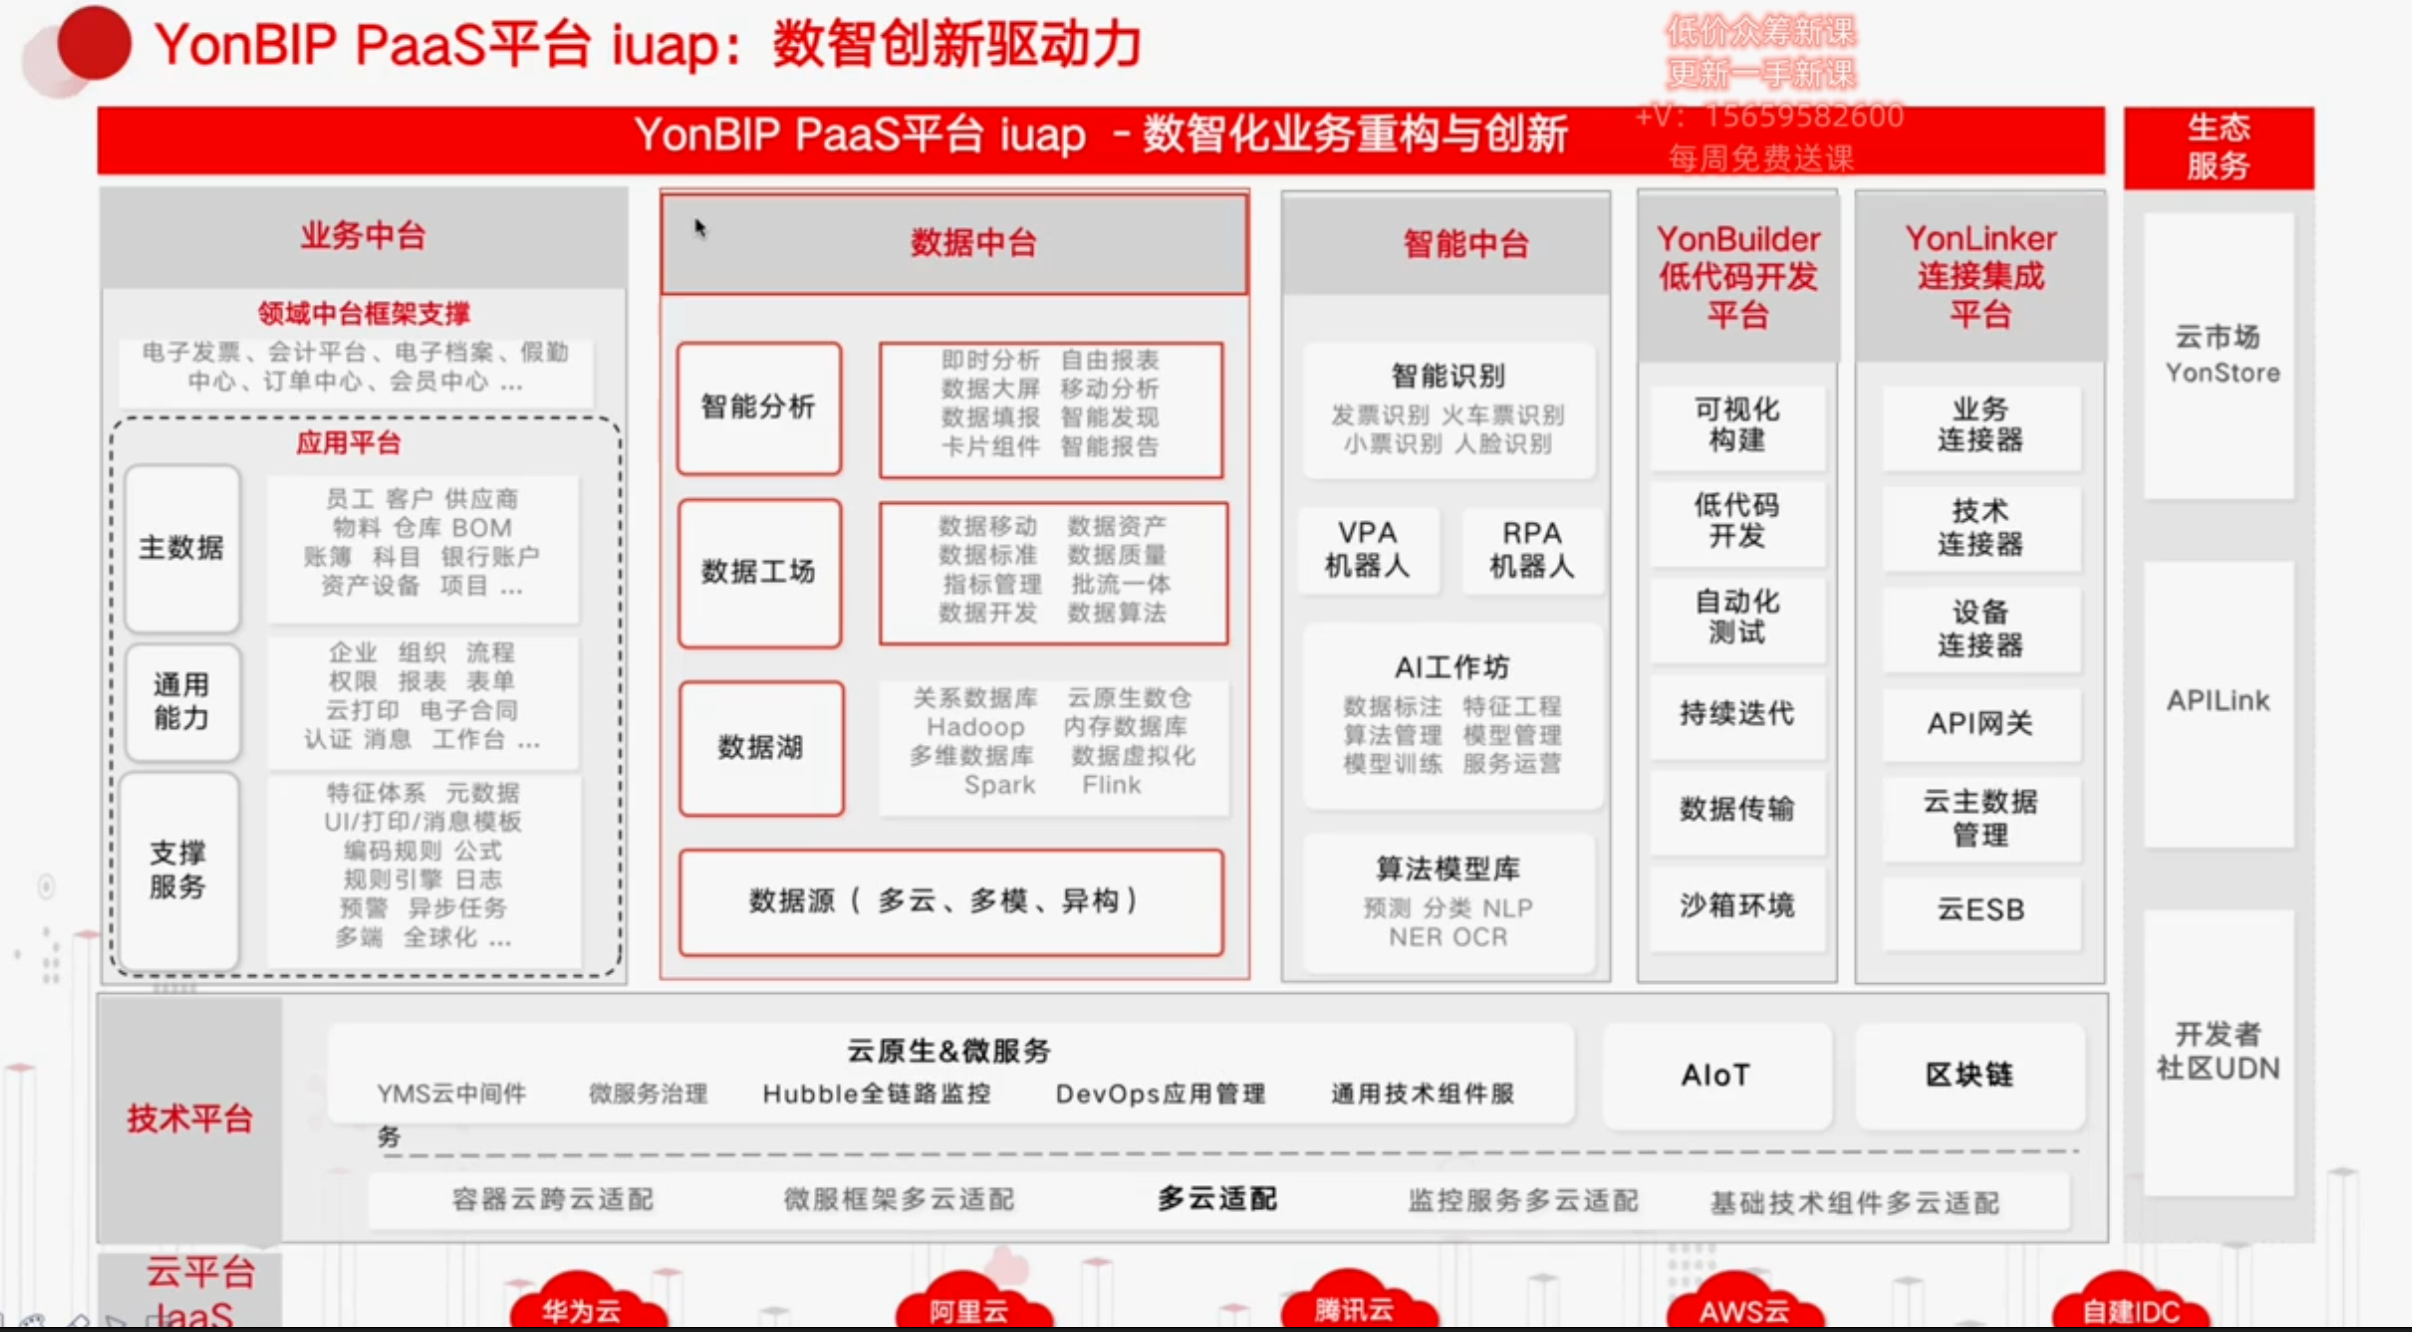 YonBIP PaaS平台 iuap：数智创新驱动力
低价众筹新课
更新一手新课
+V：15659582600
每周免费送课
YonBIP PaaS平台 iuap －数智化业务重构与创新
生态
服务
业务中台
领域中台框架支撑
电子发票、会计平台、电子档案、假勤
中心、订单中心、会员中心 ...
应用平台
主数据
员工 客户 供应商
物料 仓库 BOM
账簿 科目 银行账户
资产设备 项目 ...
通用
能力
企业 组织 流程
权限 报表 表单
云打印 电子合同
认证 消息 工作台 ...
支撑
服务
特征体系 元数据
UI/打印/消息模板
编码规则 公式
规则引擎 日志
预警 异步任务
多端 全球化 ...
数据中台
智能分析
即时分析 自由报表
数据大屏 移动分析
数据填报 智能发现
卡片组件 智能报告
数据工场
数据移动 数据资产
数据标准 数据质量
指标管理 批流一体
数据开发 数据算法
数据湖
关系数据库 云原生数仓
Hadoop 内存数据库
多维数据库 数据虚拟化
Spark Flink
数据源（ 多云、多模、异构）
智能中台
智能识别
发票识别 火车票识别
小票识别 人脸识别
VPA
机器人
RPA
机器人
AI工作坊
数据标注 特征工程
算法管理 模型管理
模型训练 服务运营
算法模型库
预测 分类 NLP
NER OCR
YonBuilder
低代码开发
平台
可视化
构建
低代码
开发
自动化
测试
持续迭代
数据传输
沙箱环境
YonLinker
连接集成
平台
业务
连接器
技术
连接器
设备
连接器
API网关
云主数据
管理
云ESB
云市场
YonStore
APILink
开发者
社区UDN
技术平台
云原生&微服务
YMS云中间件 微服务治理 Hubble全链路监控 DevOps应用管理 通用技术组件服
务
AIoT
区块链
容器云跨云适配 微服框架多云适配 多云适配 监控服务多云适配 基础技术组件多云适配
云平台
IaaS
华为云
阿里云
腾讯云
AWS云
自建IDC